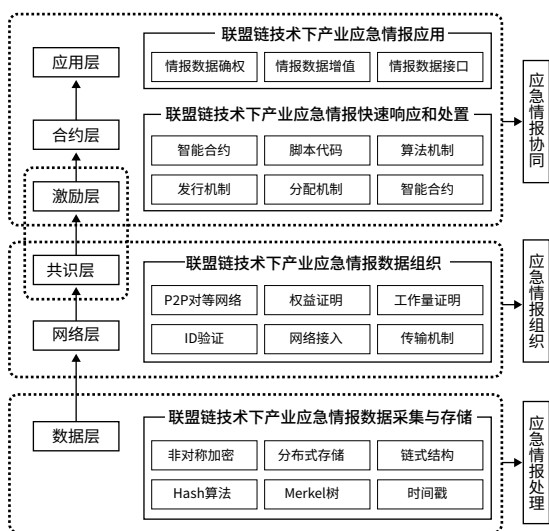 联盟链技术下产业应急情报应用
应用层
情报数据确权 情报数据增值 情报数据接口
联盟链技术下产业应急情报快速响应和处置
合约层
智能合约 脚本代码 算法机制
激励层
发行机制 分配机制 智能合约
应急情报协同
联盟链技术下产业应急情报数据组织
共识层
P2P对等网络 权益证明 工作量证明
网络层
ID验证 网络接入 传输机制
应急情报组织
联盟链技术下产业应急情报数据采集与存储
数据层
非对称加密 分布式存储 链式结构
Hash算法 Merkel树 时间戳
应急情报处理